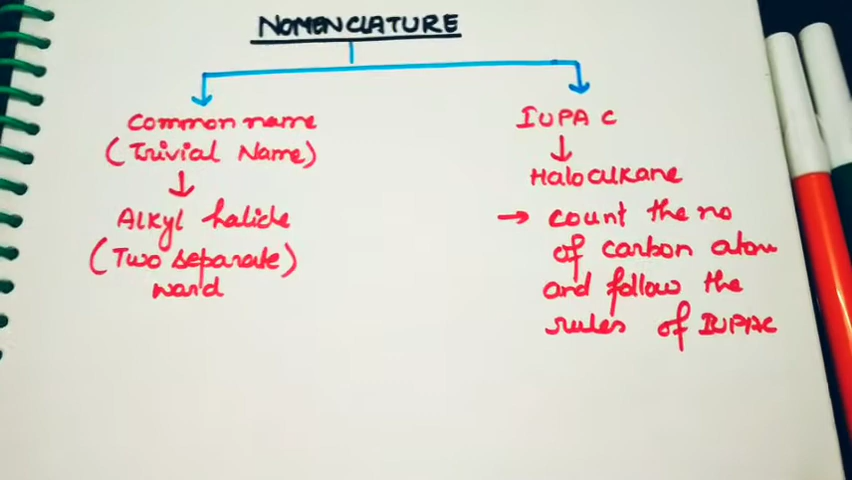 NOMENCLATURE
Common name
(Trivial Name)
Alkyl halide
(Two separate)
word
IUPAC
Haloalkane
→ count the no
of carbon atom
and follow the
rules of IUPAC